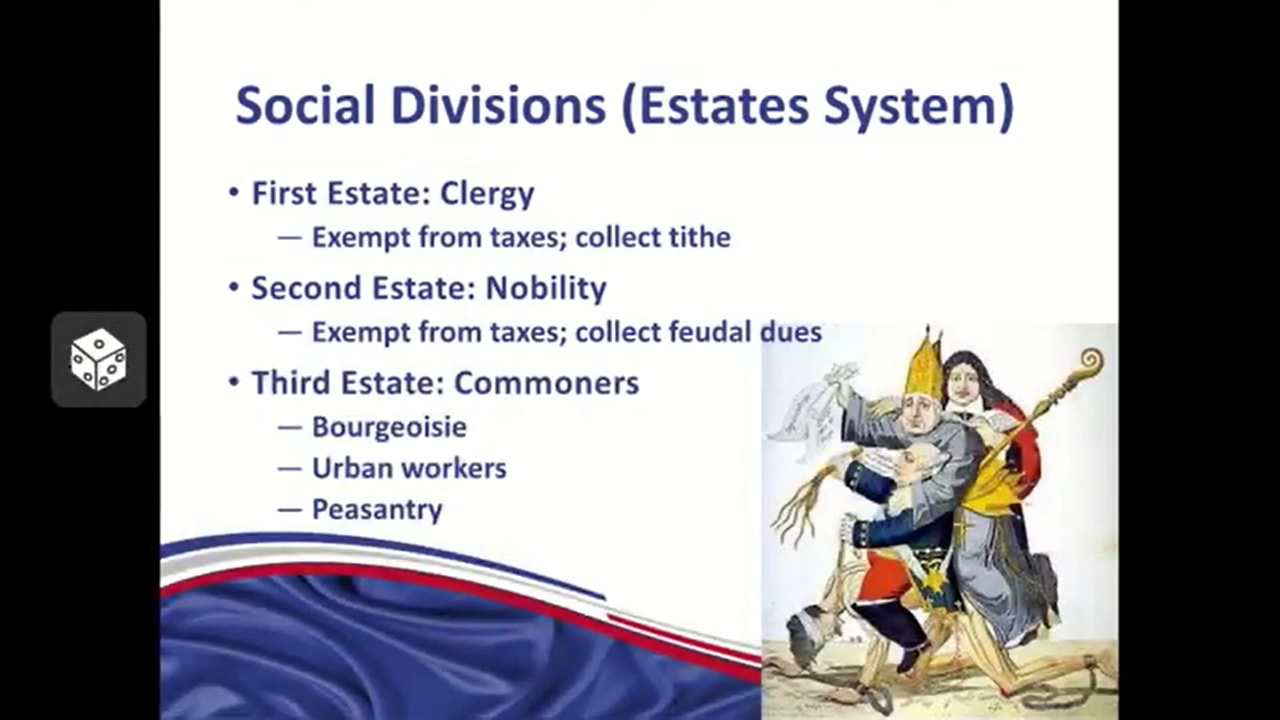 Social Divisions (Estates System)
• First Estate: Clergy
— Exempt from taxes; collect tithe
• Second Estate: Nobility
— Exempt from taxes; collect feudal dues
• Third Estate: Commoners
— Bourgeoisie
— Urban workers
— Peasantry